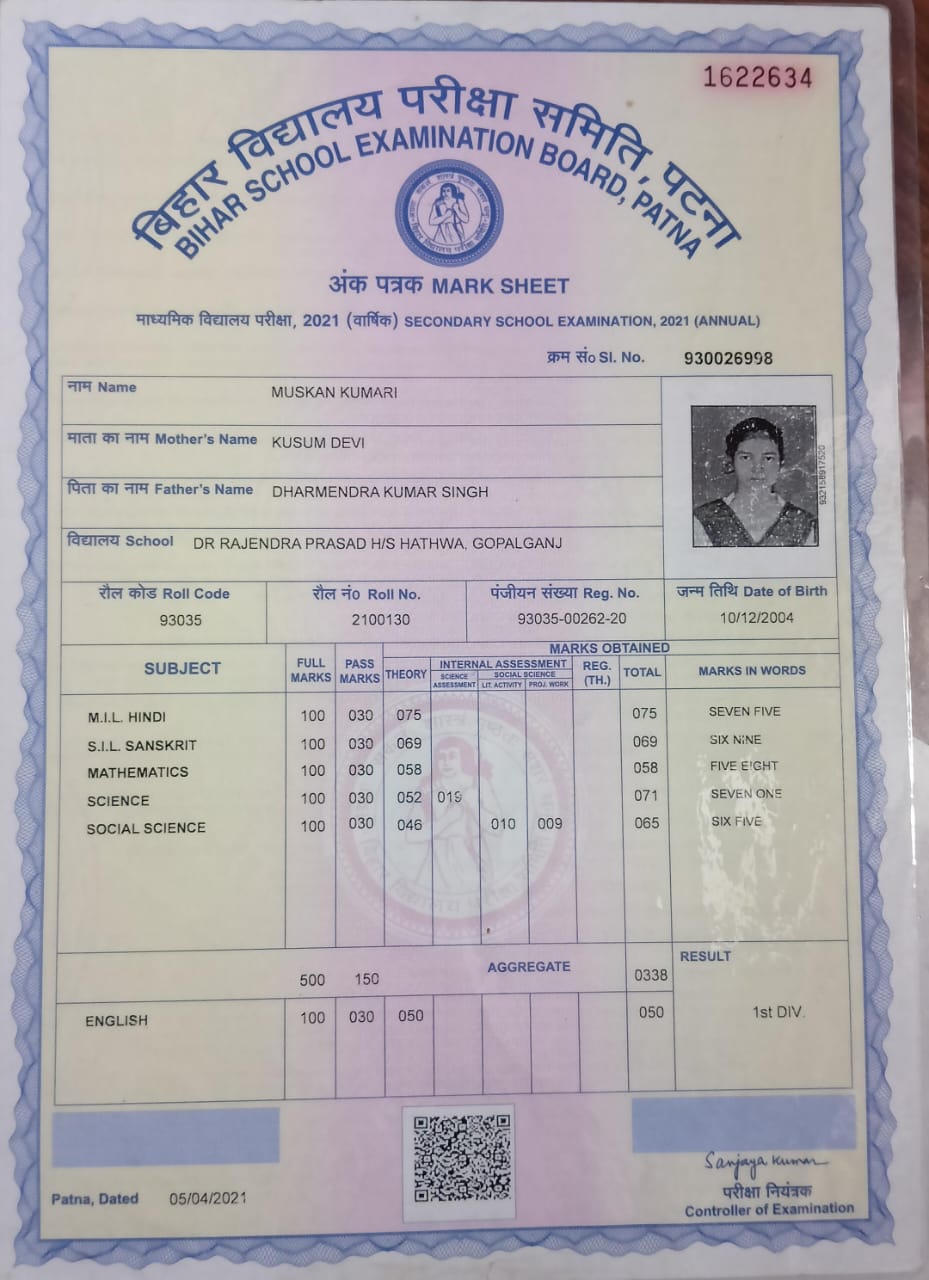 1622634
बिहार विद्यालय परीक्षा समिति, पटना
BIHAR SCHOOL EXAMINATION BOARD, PATNA
अंक पत्रक MARK SHEET
माध्यमिक विद्यालय परीक्षा, 2021 (वार्षिक) SECONDARY SCHOOL EXAMINATION, 2021 (ANNUAL)
क्रम सं० Sl. No. 930026998
नाम Name MUSKAN KUMARI
माता का नाम Mother's Name KUSUM DEVI
पिता का नाम Father's Name DHARMENDRA KUMAR SINGH
विद्यालय School DR RAJENDRA PRASAD H/S HATHWA, GOPALGANJ
932158917520
रौल कोड Roll Code रौल नं0 Roll No. पंजीयन संख्या Reg. No. जन्म तिथि Date of Birth
93035 2100130 93035-00262-20 10/12/2004
MARKS OBTAINED
SUBJECT FULL MARKS PASS MARKS THEORY INTERNAL ASSESSMENT REG. (TH.) TOTAL MARKS IN WORDS
SCIENCE ASSESSMENT SOCIAL SCIENCE
LIT. ACTIVITY PROJ. WORK
M.I.L. HINDI 100 030 075 075 SEVEN FIVE
S.I.L. SANSKRIT 100 030 069 069 SIX NINE
MATHEMATICS 100 030 058 058 FIVE EIGHT
SCIENCE 100 030 052 019 071 SEVEN ONE
SOCIAL SCIENCE 100 030 046 010 009 065 SIX FIVE
500 150 AGGREGATE 0338 RESULT
ENGLISH 100 030 050 050 1st DIV.
Sanjaya Kumar
Patna, Dated 05/04/2021
परीक्षा नियंत्रक
Controller of Examination